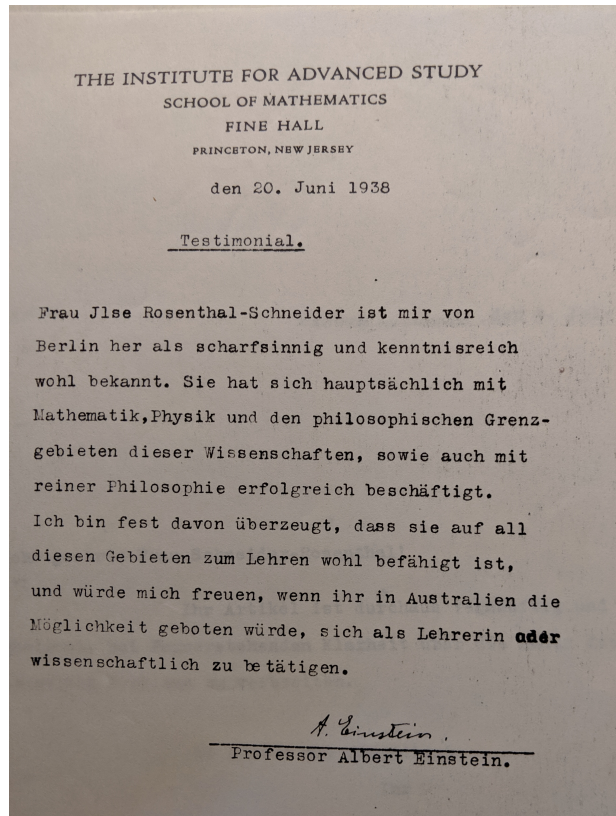 THE INSTITUTE FOR ADVANCED STUDY
SCHOOL OF MATHEMATICS
FINE HALL
PRINCETON, NEW JERSEY
den 20. Juni 1938
Testimonial.
Frau Jlse Rosenthal-Schneider ist mir von
Berlin her als scharfsinnig und kenntnisreich
wohl bekannt. Sie hat sich hauptsächlich mit
Mathematik,Physik und den philosophischen Grenz-
gebieten dieser Wissenschaften, sowie auch mit
reiner Philosophie erfolgreich beschäftigt.
Ich bin fest davon überzeugt, dass sie auf all
diesen Gebieten zum Lehren wohl befähigt ist,
und würde mich freuen, wenn ihr in Australien die
Möglichkeit geboten würde, sich als Lehrerin oder
wissenschaftlich zu betätigen.
A. Einstein.
Professor Albert Einstein.